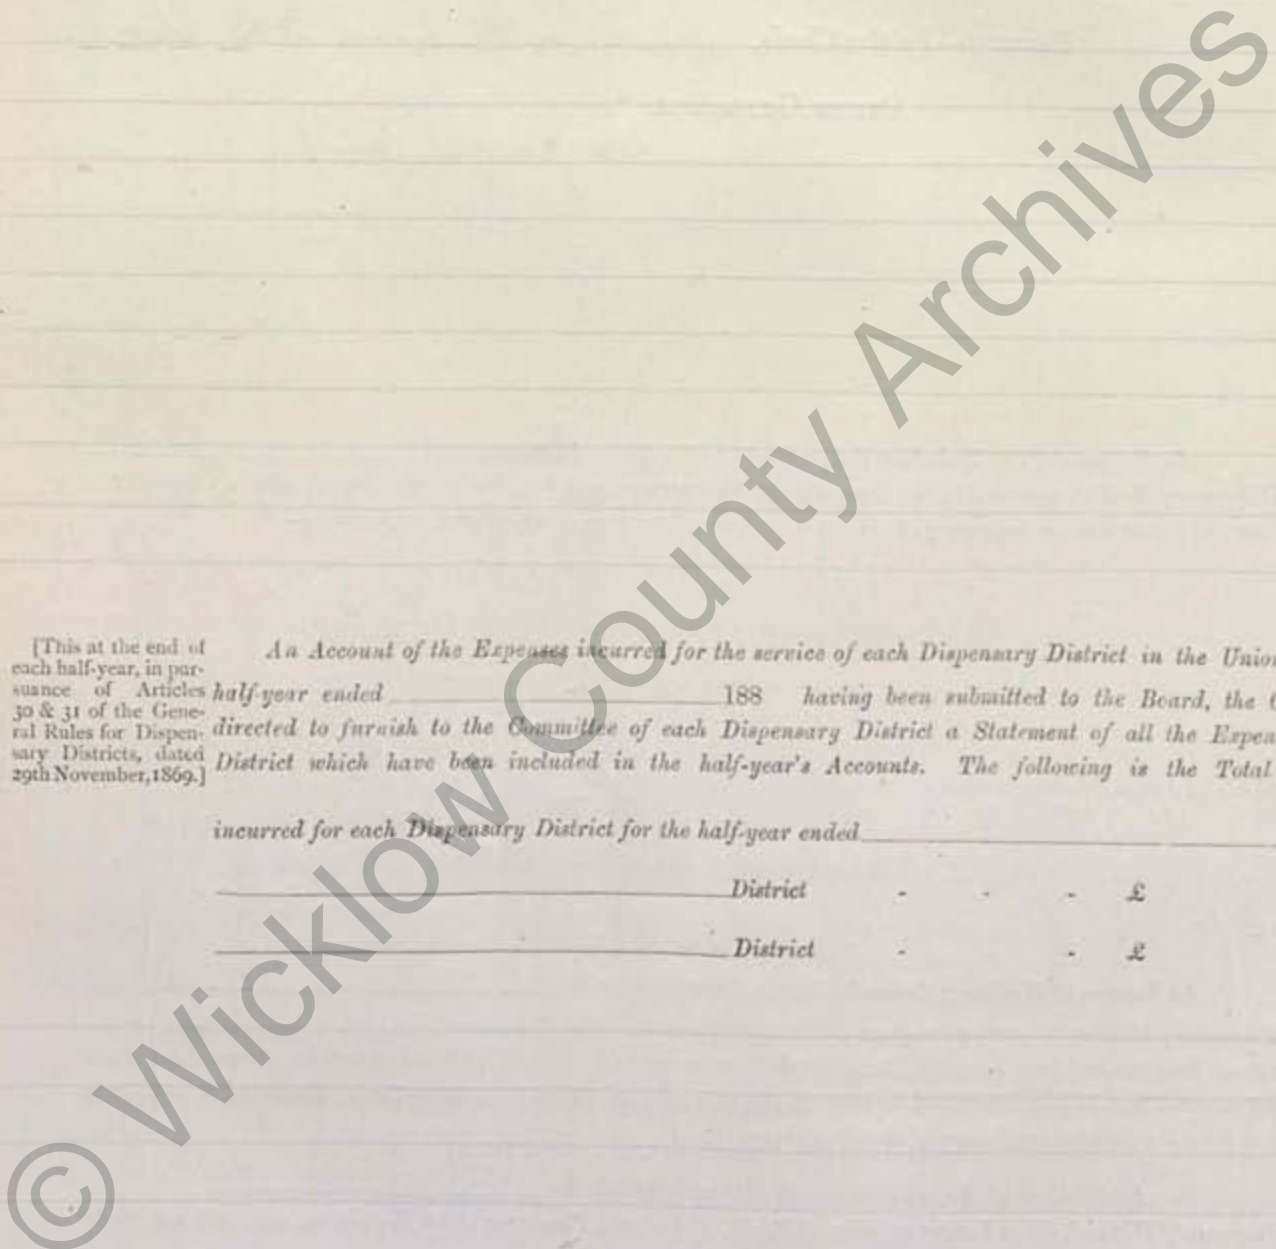 [This at the end of
each half-year, in pur-
suance of Articles
30 & 31 of the Gene-
ral Rules for Dispen-
sary Districts, dated
29th November, 1869.]
An Account of the Expenses incurred for the service of each Dispensary District in the Union
half-year ended 188 having been submitted to the Board, the
directed to furnish to the Committee of each Dispensary District a Statement of all the Expen
District which have been included in the half-year's Accounts. The following is the Total
incurred for each Dispensary District for the half-year ended
District - - - £
District - - £
© Wicklow County Archives